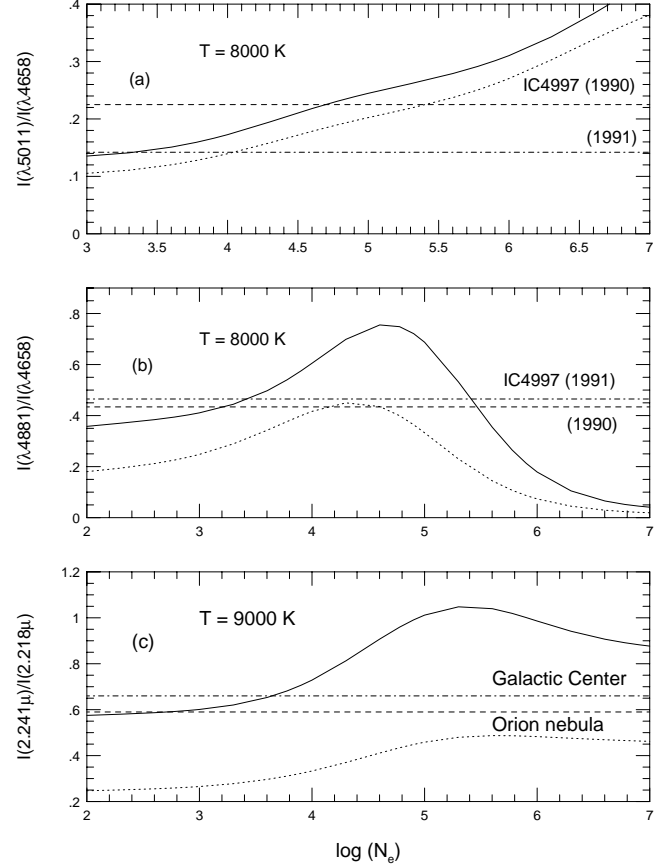 .4
T = 8000 K
.3
(a)
IC4997 (1990)
I(λ5011)/I(λ4658)
.2
(1991)
.1
0
3 3.5 4 4.5 5 5.5 6 6.5 7
.8
T = 8000 K
(b)
.6
I(λ4881)/I(λ4658)
IC4997 (1991)
.4
(1990)
.2
0
2 3 4 5 6 7
1.2
T = 9000 K
1
(c)
I(2.241μ)/I(2.218μ)
.8
Galactic Center
.6
Orion nebula
.4
.2
2 3 4 5 6 7
log (Nₑ)